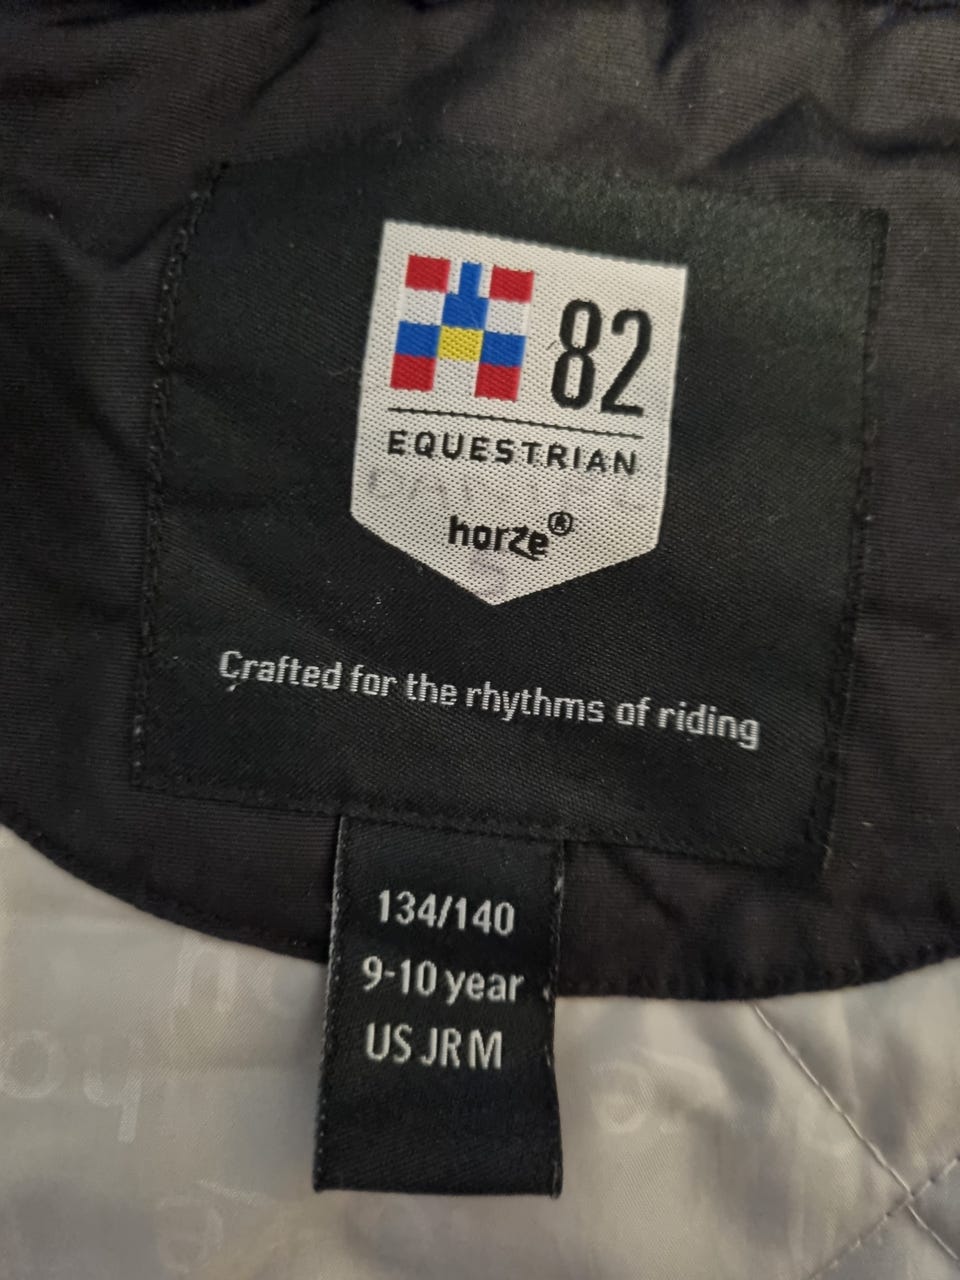 82
EQUESTRIAN
horze®
Crafted for the rhythms of riding
134/140
9-10 year
US JR M